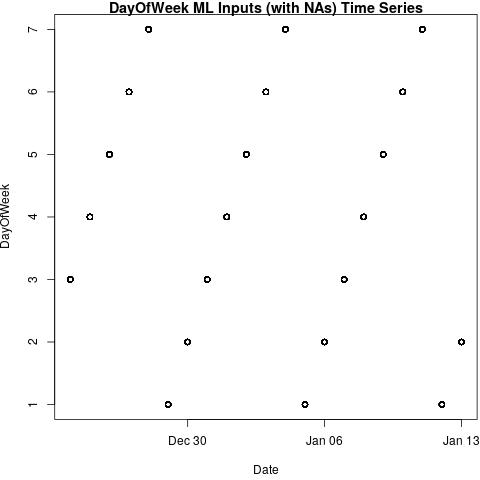 DayOfWeek ML Inputs (with NAs) Time Series
DayOfWeek
7
6
5
4
3
2
1
Dec 30
Jan 06
Jan 13
Date